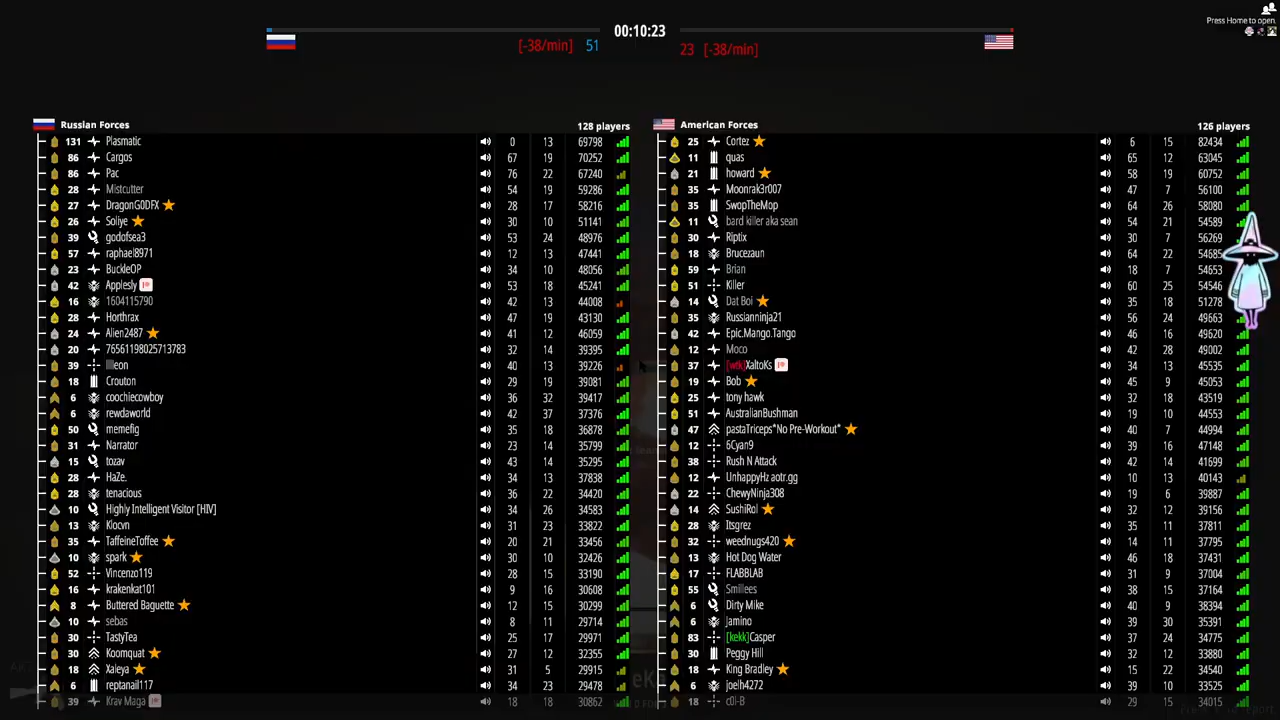 Press Home to open.
00:10:23
[-38/min] 51
23 [-38/min]
Russian Forces 128 players
131 Plasmatic 0 13 69798
86 Cargos 67 19 70252
86 Pac 76 22 67240
28 Mistcutter 54 19 59286
27 DragonG0DFX 28 17 58216
26 Soliye 30 10 51141
39 godofsea3 53 24 48976
57 raphael8971 12 13 47441
23 BuckleOP 34 10 48056
42 Applesly 53 18 45241
16 1604115790 42 13 44008
28 Horthrax 47 19 43130
24 Alien2487 41 12 46059
20 76561198025713783 32 14 39395
39 Illeon 40 13 39226
18 Crouton 29 19 39081
6 coochiecowboy 36 32 39417
6 rewdaworld 42 37 37376
50 memefig 35 18 36878
31 Narrator 23 14 35799
15 tozav 43 14 35295
28 HaZe. 34 13 37838
28 tenacious 36 22 34420
10 Highly Intelligent Visitor [HIV] 34 26 34583
13 Klocvn 31 23 33822
35 TaffeineToffee 20 21 33456
10 spark 30 10 32426
52 Vincenzo119 28 15 33190
16 krakenkat101 9 16 30608
8 Buttered Baguette 12 15 30299
10 sebas 8 11 29714
30 TastyTea 25 17 29971
30 Koomquat 27 12 32355
18 Xaleya 31 5 29915
6 reptanail117 34 23 29478
39 Krav Maga 18 18 30862
American Forces 126 players
25 Cortez 6 15 82434
11 quas 65 12 63045
21 howard 58 19 60752
35 Moonrak3r007 47 7 56100
35 SwopTheMop 64 26 58080
11 bard killer aka sean 54 21 54589
30 Riptix 30 7 56269
18 Brucezaun 64 22 54685
59 Brian 18 7 54653
51 Killer 60 25 54546
14 Dat Boi 35 18 51278
35 Russianninja21 56 24 49663
42 Epic.Mango.Tango 46 16 49620
12 Moco 42 28 49002
37 [wtk]XaltoKs 34 13 45535
19 Bob 45 9 45053
25 tony hawk 32 18 43519
51 AustralianBushman 19 10 44553
47 pastaTriceps*No Pre-Workout* 40 7 44994
12 6Cyan9 39 16 47148
38 Rush N Attack 42 14 41699
12 UnhappyHz aotr.gg 10 13 40143
22 ChewyNinja308 19 6 39887
14 SushiRol 32 12 39156
28 Itsgrez 35 11 37811
32 weednugs420 14 11 37795
13 Hot Dog Water 46 18 37431
17 FLABBLAB 31 9 37004
55 Smillees 38 15 37164
6 Dirty Mike 40 9 38394
6 Jamino 39 30 35391
83 [kekk]Casper 37 24 34775
30 Peggy Hill 32 12 33880
18 King Bradley 15 22 34540
6 joelh4272 39 10 33525
18 c0l-B 29 15 34015